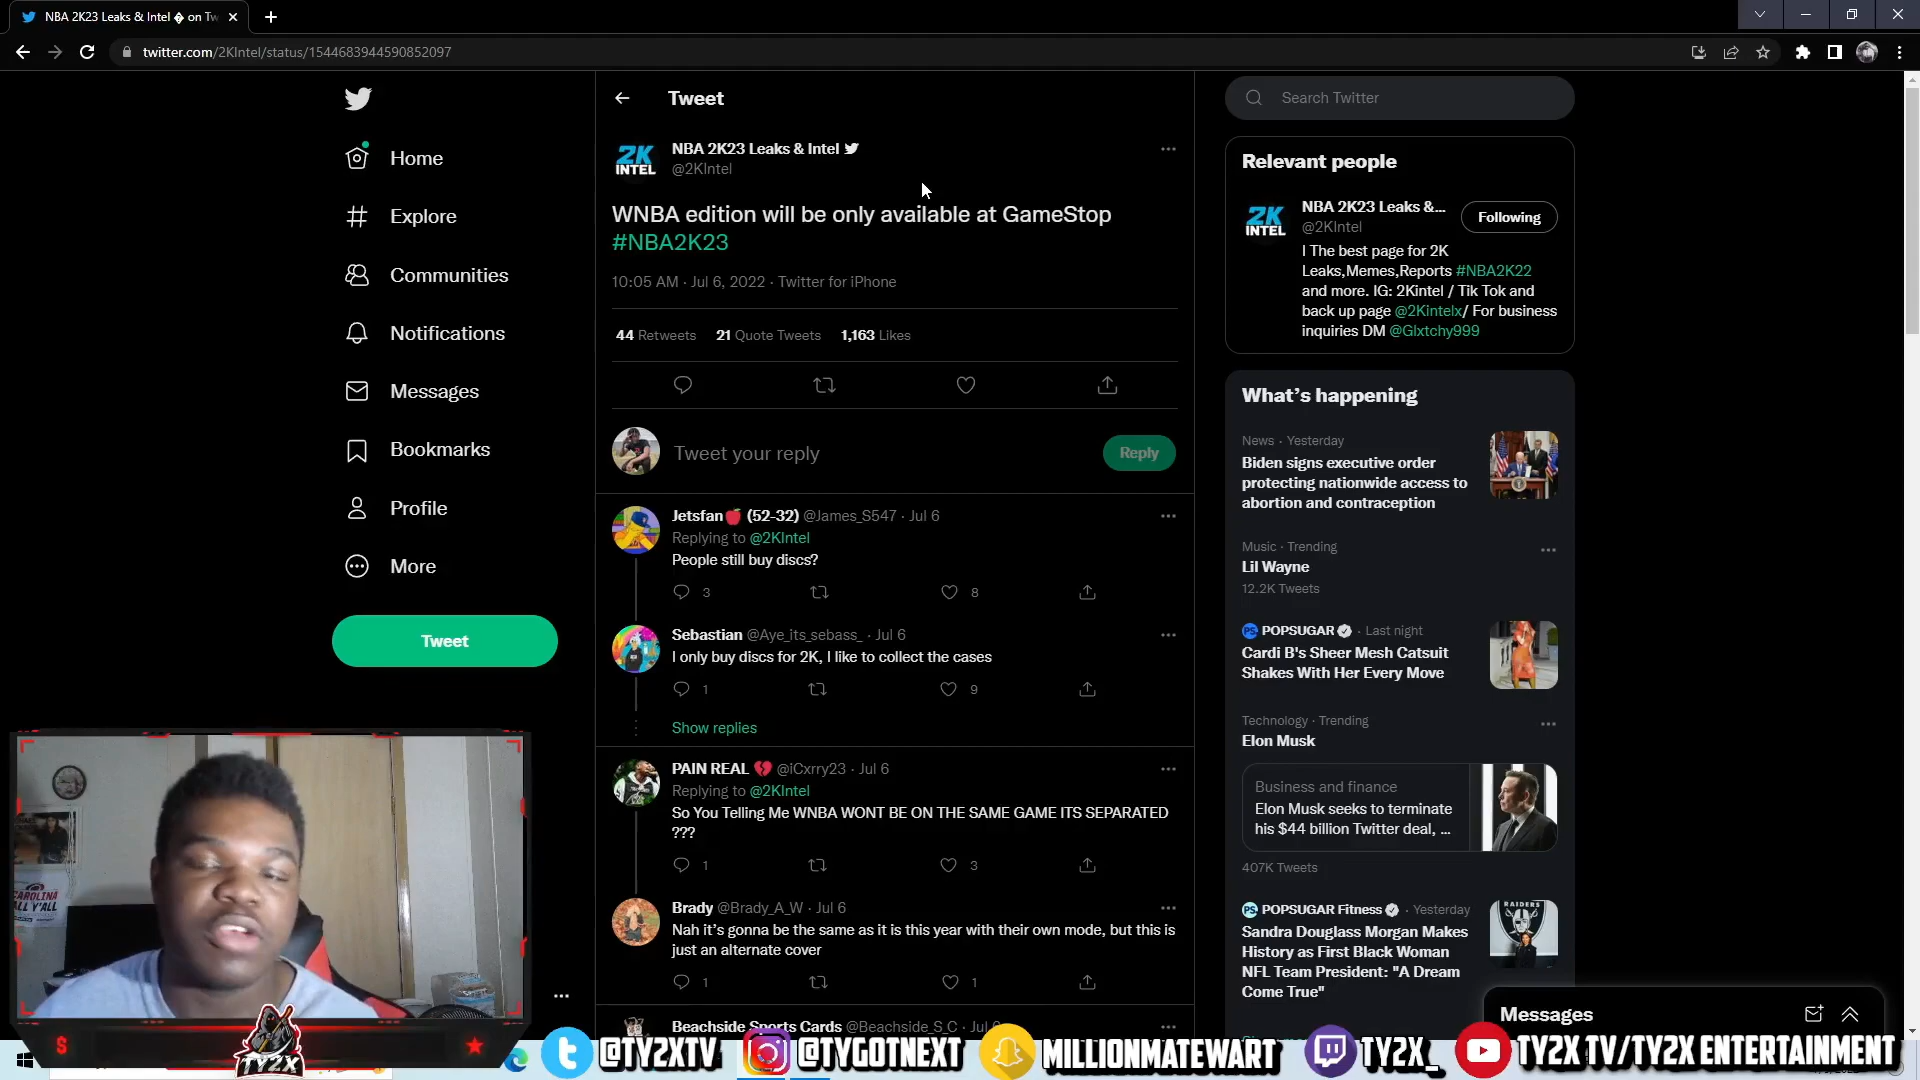 NBA 2K23 Leaks & Intel � on Tw
twitter.com/2KIntel/status/1544683944590852097
Tweet
Search Twitter
Home
Explore
Communities
Notifications
Messages
Bookmarks
Profile
More
Tweet
2K INTEL
NBA 2K23 Leaks & Intel
@2KIntel
WNBA edition will be only available at GameStop
#NBA2K23
10:05 AM · Jul 6, 2022 · Twitter for iPhone
44 Retweets 21 Quote Tweets 1,163 Likes
Tweet your reply
Reply
Jetsfan🍎 (52-32) @James_S547 · Jul 6
Replying to @2KIntel
People still buy discs?
3 8
Sebastian @Aye_its_sebass_ · Jul 6
I only buy discs for 2K, I like to collect the cases
1 9
Show replies
PAIN REAL 💔 @iCxrry23 · Jul 6
Replying to @2KIntel
So You Telling Me WNBA WONT BE ON THE SAME GAME ITS SEPARATED
???
1 3
Brady @Brady_A_W · Jul 6
Nah it's gonna be the same as it is this year with their own mode, but this is
just an alternate cover
1 1
Beachside Sports Cards @Beachside_S_C · Jul 6
Relevant people
2K INTEL
NBA 2K23 Leaks &...
@2KIntel
Following
| The best page for 2K
Leaks,Memes,Reports #NBA2K22
and more. IG: 2Kintel / Tik Tok and
back up page @2Kintelx/ For business
inquiries DM @Glxtchy999
What's happening
News · Yesterday
Biden signs executive order
protecting nationwide access to
abortion and contraception
Music · Trending
Lil Wayne
12.2K Tweets
POPSUGAR · Last night
Cardi B's Sheer Mesh Catsuit
Shakes With Her Every Move
Technology · Trending
Elon Musk
Business and finance
Elon Musk seeks to terminate
his $44 billion Twitter deal, ...
407K Tweets
POPSUGAR Fitness · Yesterday
Sandra Douglass Morgan Makes
History as First Black Woman
NFL Team President: "A Dream
Come True"
RAIDERS
Messages
CAROLINA
ALL Y'ALL
$
TY2X
@TY2XTV
@TYGOTNEXT
MILLIONMATEWART
TY2X_
TY2X TV/TY2X ENTERTAINMENT